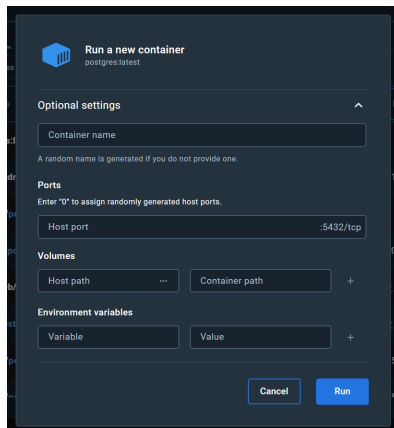 Run a new container
postgres:latest
Optional settings
Container name
A random name is generated if you do not provide one.
Ports
Enter "0" to assign randomly generated host ports.
Host port :5432/tcp
Volumes
Host path ··· Container path +
Environment variables
Variable Value +
Cancel Run